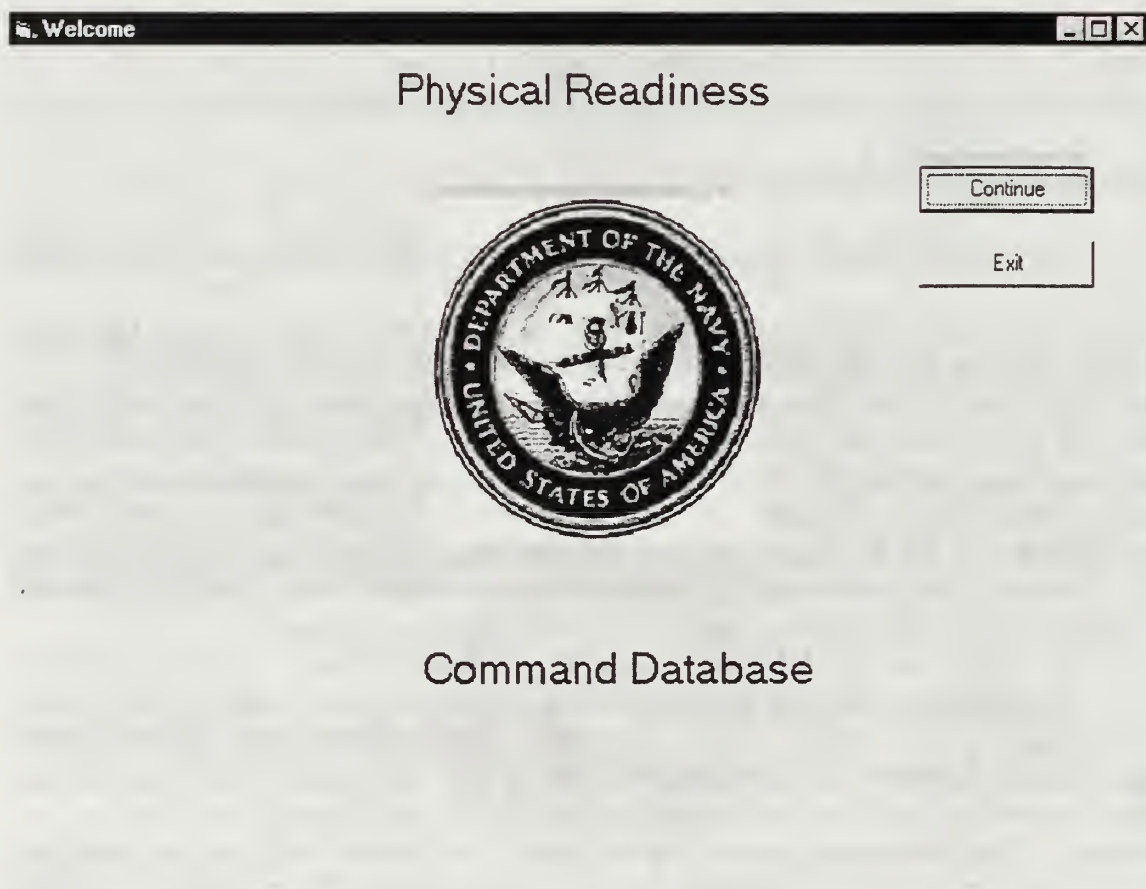 Welcome
Physical Readiness
Continue
Exit
DEPARTMENT OF THE NAVY
UNITED STATES OF AMERICA
Command Database